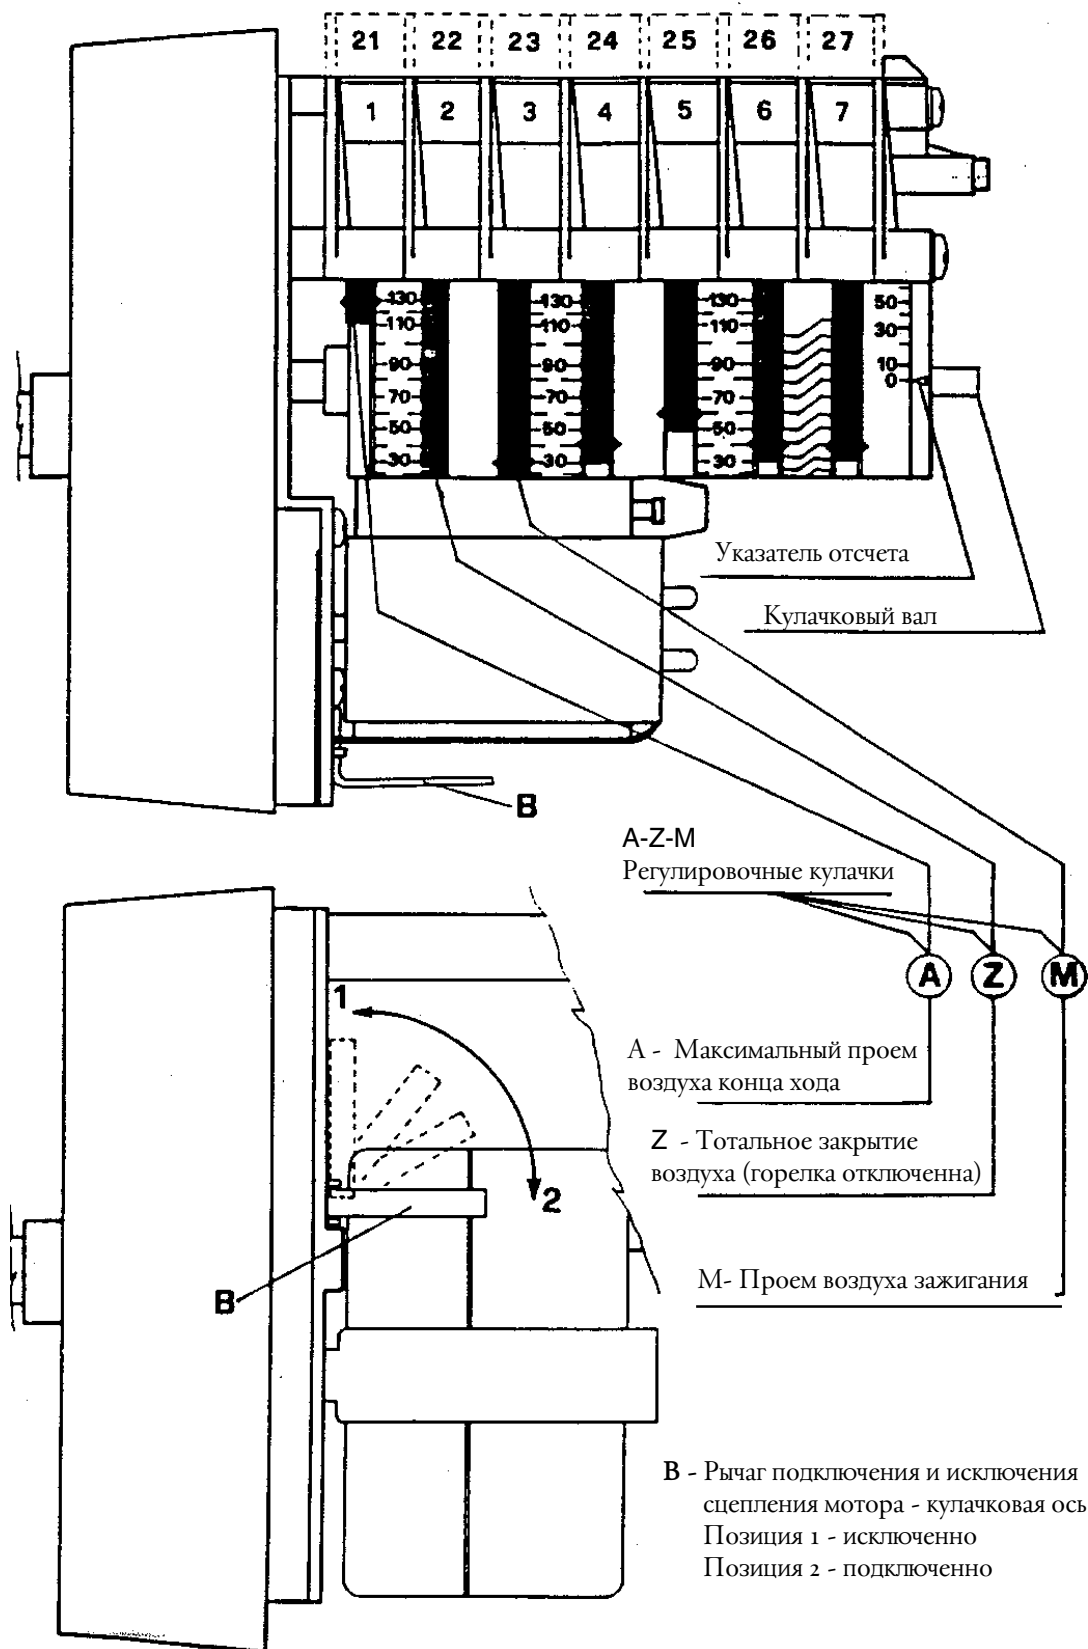 21 22 23 24 25 26 27
1 2 3 4 5 6 7
130 130 130 50
110 110 110 30
90 90 90 10
0
70 70 70
50 50 50
30 30 30
Указатель отсчета
Кулачковый вал
B
A-Z-M
Регулировочные кулачки
A Z M
1
A - Максимальный проем
воздуха конца хода
Z - Тотальное закрытие
воздуха (горелка отключенна)
2
M- Проем воздуха зажигания
B
B - Рычаг подключения и исключения
сцепления мотора - кулачковая ось
Позиция 1 - исключенно
Позиция 2 - подключенно